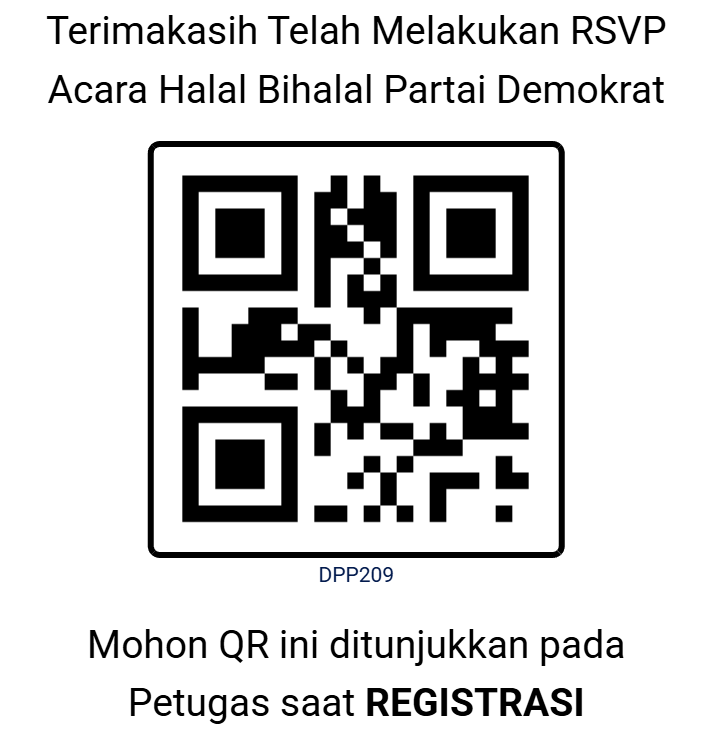 Terimakasih Telah Melakukan RSVP
Acara Halal Bihalal Partai Demokrat
DPP209
Mohon QR ini ditunjukkan pada
Petugas saat REGISTRASI